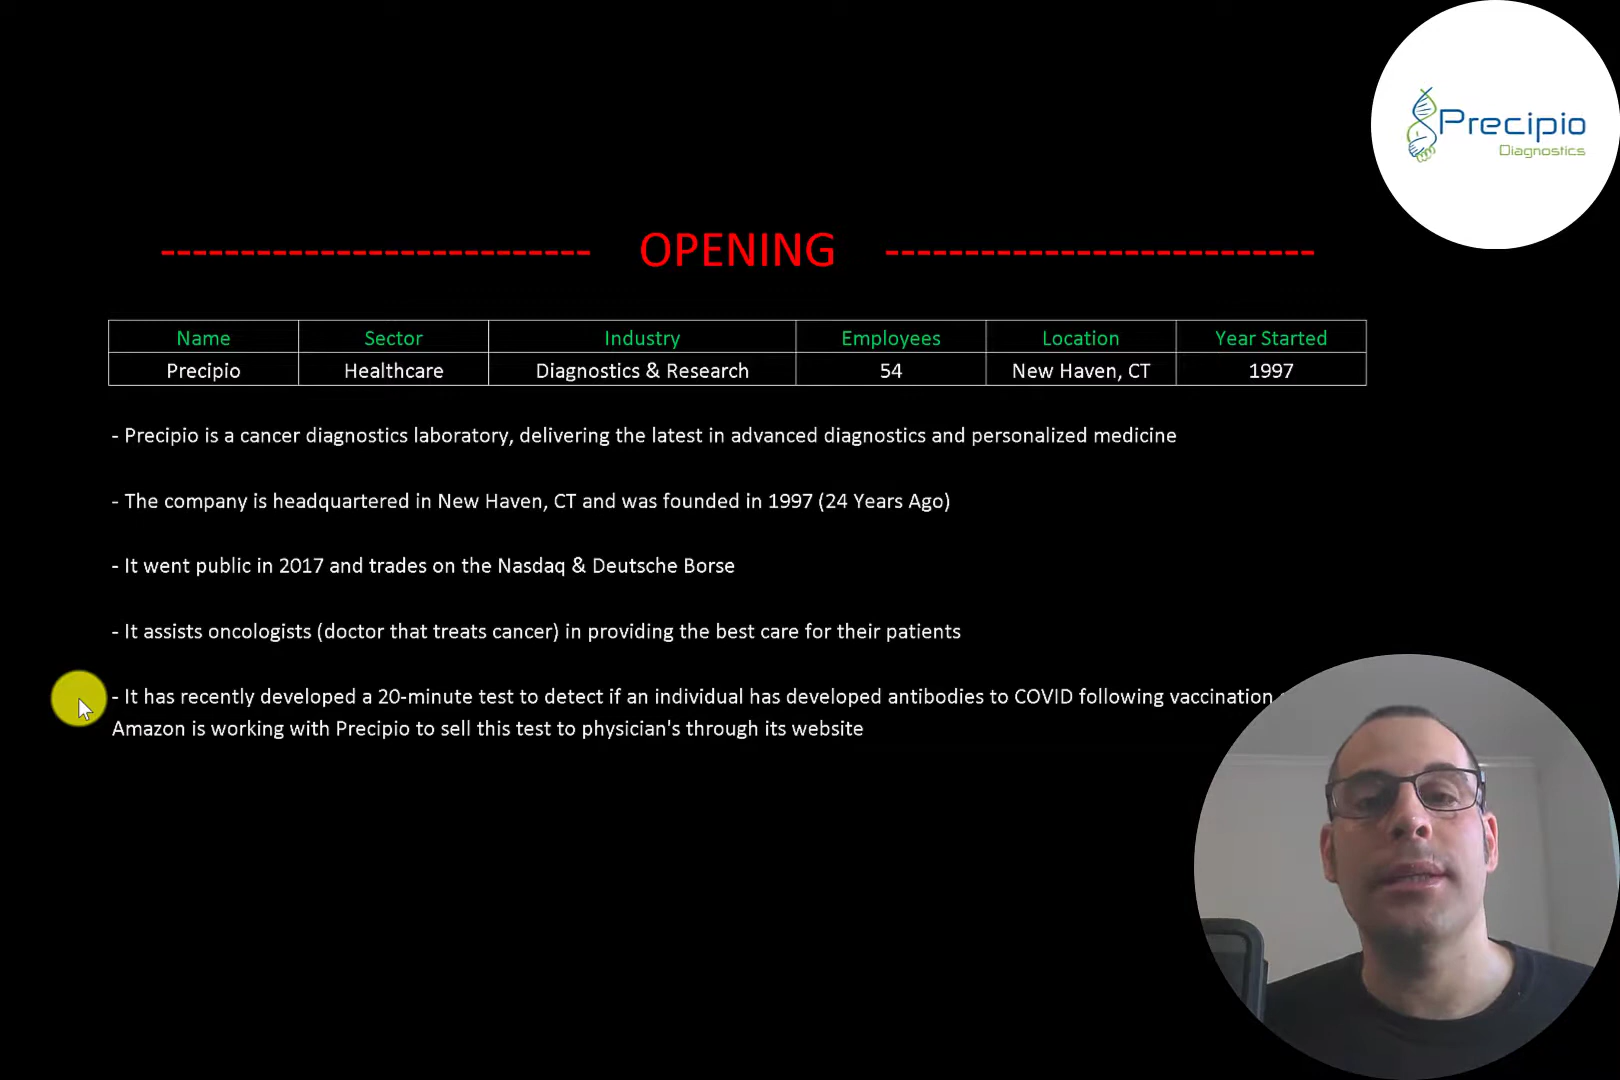 Precipio
Diagnostics
-------------------------- OPENING --------------------------
Name Sector Industry Employees Location Year Started
Precipio Healthcare Diagnostics & Research 54 New Haven, CT 1997
- Precipio is a cancer diagnostics laboratory, delivering the latest in advanced diagnostics and personalized medicine
- The company is headquartered in New Haven, CT and was founded in 1997 (24 Years Ago)
- It went public in 2017 and trades on the Nasdaq & Deutsche Borse
- It assists oncologists (doctor that treats cancer) in providing the best care for their patients
- It has recently developed a 20-minute test to detect if an individual has developed antibodies to COVID following vaccination
Amazon is working with Precipio to sell this test to physician's through its website